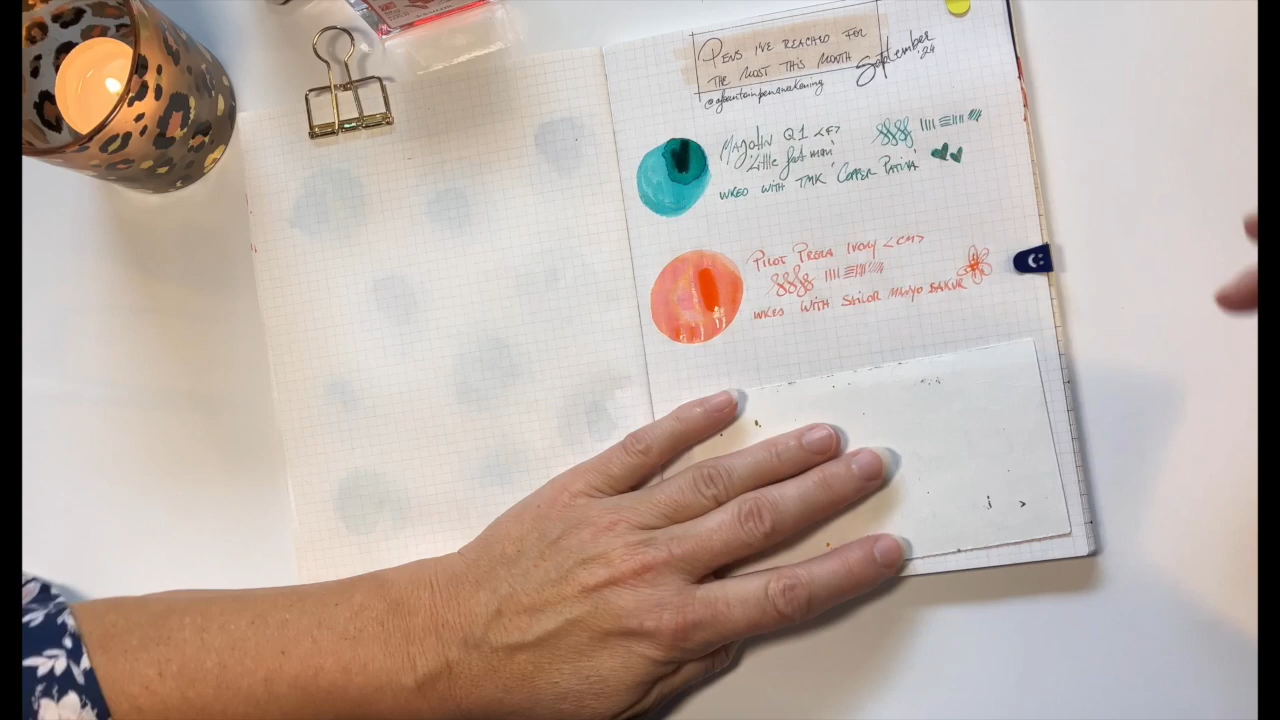 PENS I'VE REACHED FOR
THE MOST THIS MONTH
September '24
@afountainpenawakening
MAJOHN Q1 <F>
"Little fat man"
INKED WITH TMK COPPER PATINA
PILOT PRERA IVORY <CM>
INKED WITH SAILOR MANYO SAKURA